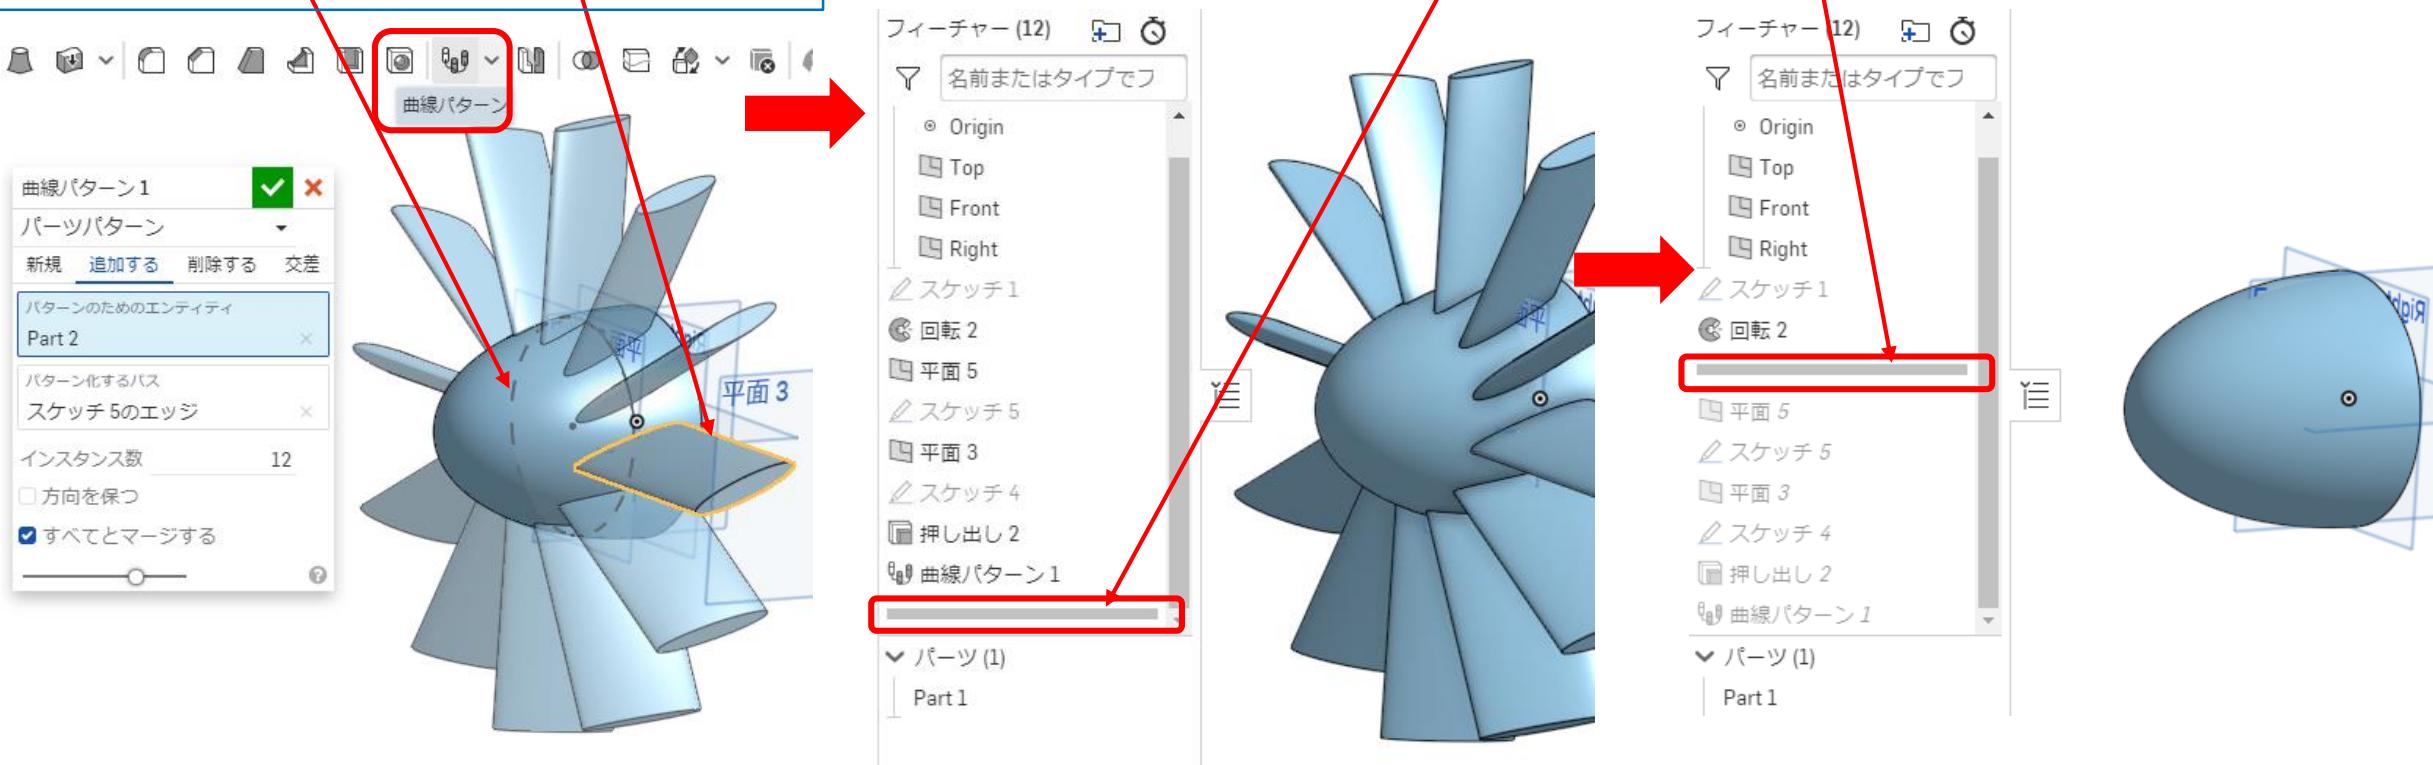 曲線パターン
曲線パターン 1
パーツパターン
新規 追加する 削除する 交差
パターンのためのエンティティ
Part 2
パターン化するパス
スケッチ 5のエッジ
インスタンス数 12
方向を保つ
すべてとマージする
平面 3
フィーチャー (12)
名前またはタイプでフ
Origin
Top
Front
Right
スケッチ 1
回転 2
平面 5
スケッチ 5
平面 3
スケッチ 4
押し出し 2
曲線パターン 1
パーツ (1)
Part 1
フィーチャー (12)
名前またはタイプでフ
Origin
Top
Front
Right
スケッチ 1
回転 2
平面 5
スケッチ 5
平面 3
スケッチ 4
押し出し 2
曲線パターン 1
パーツ (1)
Part 1